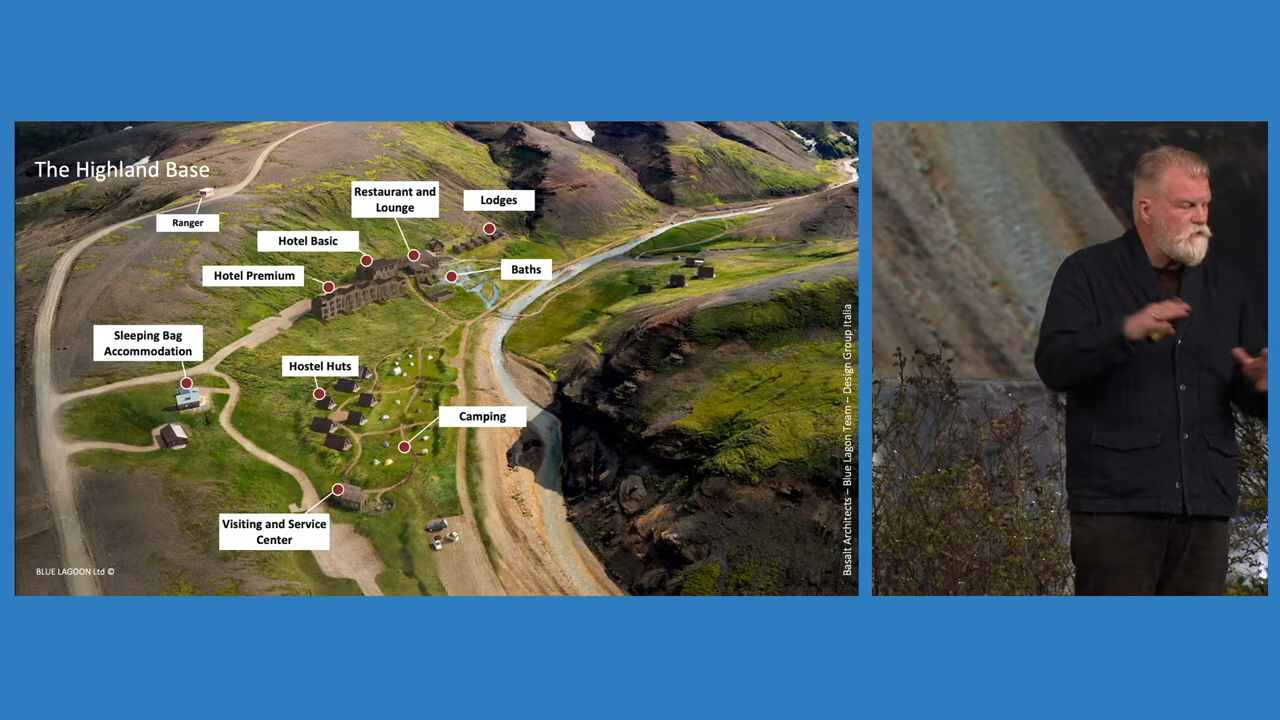 The Highland Base
Ranger
Restaurant and
Lounge
Lodges
Hotel Basic
Hotel Premium
Baths
Sleeping Bag
Accommodation
Hostel Huts
Camping
Visiting and Service
Center
BLUE LAGOON Ltd ©
Basalt Architects – Blue Lagon Team – Design Group Italia